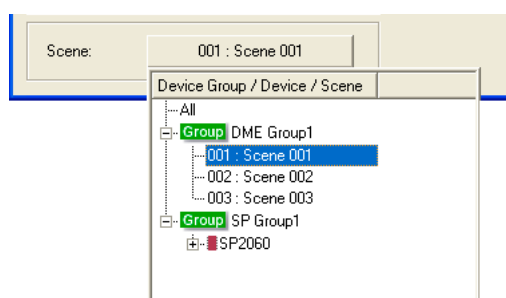 Scene: 001 : Scene 001
Device Group / Device / Scene
All
Group DME Group1
001 : Scene 001
002 : Scene 002
003 : Scene 003
Group SP Group1
SP2060